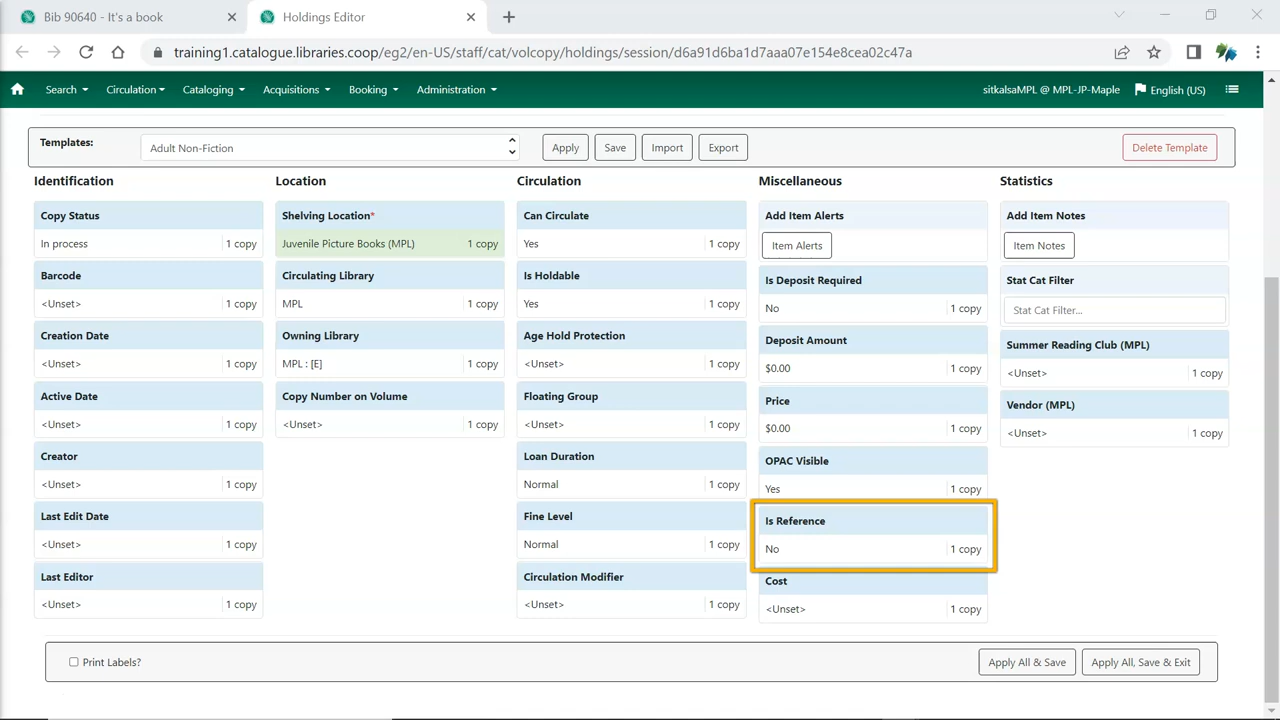 Bib 90640 - It's a book
Holdings Editor
training1.catalogue.libraries.coop/eg2/en-US/staff/cat/volcopy/holdings/session/d6a91d6ba1d7aaa07e154e8cea02c47a
Search Circulation Cataloging Acquisitions Booking Administration sitkalsaMPL @ MPL-JP-Maple English (US)
Templates: Adult Non-Fiction Apply Save Import Export Delete Template
Identification
Copy Status
In process 1 copy
Barcode
<Unset> 1 copy
Creation Date
<Unset> 1 copy
Active Date
<Unset> 1 copy
Creator
<Unset> 1 copy
Last Edit Date
<Unset> 1 copy
Last Editor
<Unset> 1 copy
Location
Shelving Location*
Juvenile Picture Books (MPL) 1 copy
Circulating Library
MPL 1 copy
Owning Library
MPL : [E] 1 copy
Copy Number on Volume
<Unset> 1 copy
Circulation
Can Circulate
Yes 1 copy
Is Holdable
Yes 1 copy
Age Hold Protection
<Unset> 1 copy
Floating Group
<Unset> 1 copy
Loan Duration
Normal 1 copy
Fine Level
Normal 1 copy
Circulation Modifier
<Unset> 1 copy
Miscellaneous
Add Item Alerts
Item Alerts
Is Deposit Required
No 1 copy
Deposit Amount
$0.00 1 copy
Price
$0.00 1 copy
OPAC Visible
Yes 1 copy
Is Reference
No 1 copy
Cost
<Unset> 1 copy
Statistics
Add Item Notes
Item Notes
Stat Cat Filter
Stat Cat Filter...
Summer Reading Club (MPL)
<Unset> 1 copy
Vendor (MPL)
<Unset> 1 copy
Print Labels? Apply All & Save Apply All, Save & Exit